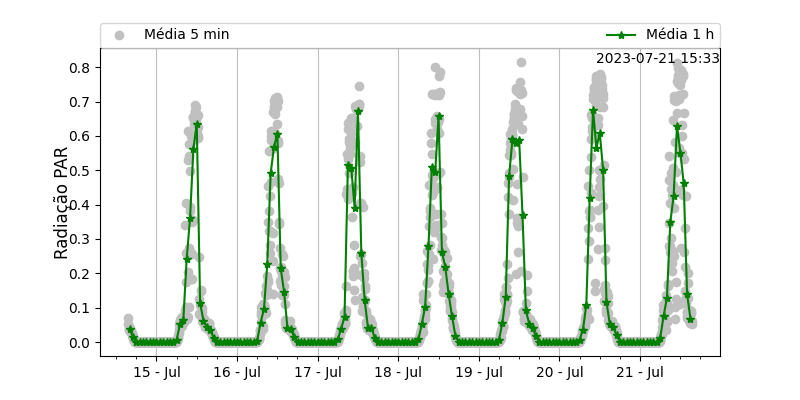 Média 5 min
Média 1 h
2023-07-21 15:33
Radiação PAR
0.8
0.7
0.6
0.5
0.4
0.3
0.2
0.1
0.0
15 - Jul
16 - Jul
17 - Jul
18 - Jul
19 - Jul
20 - Jul
21 - Jul